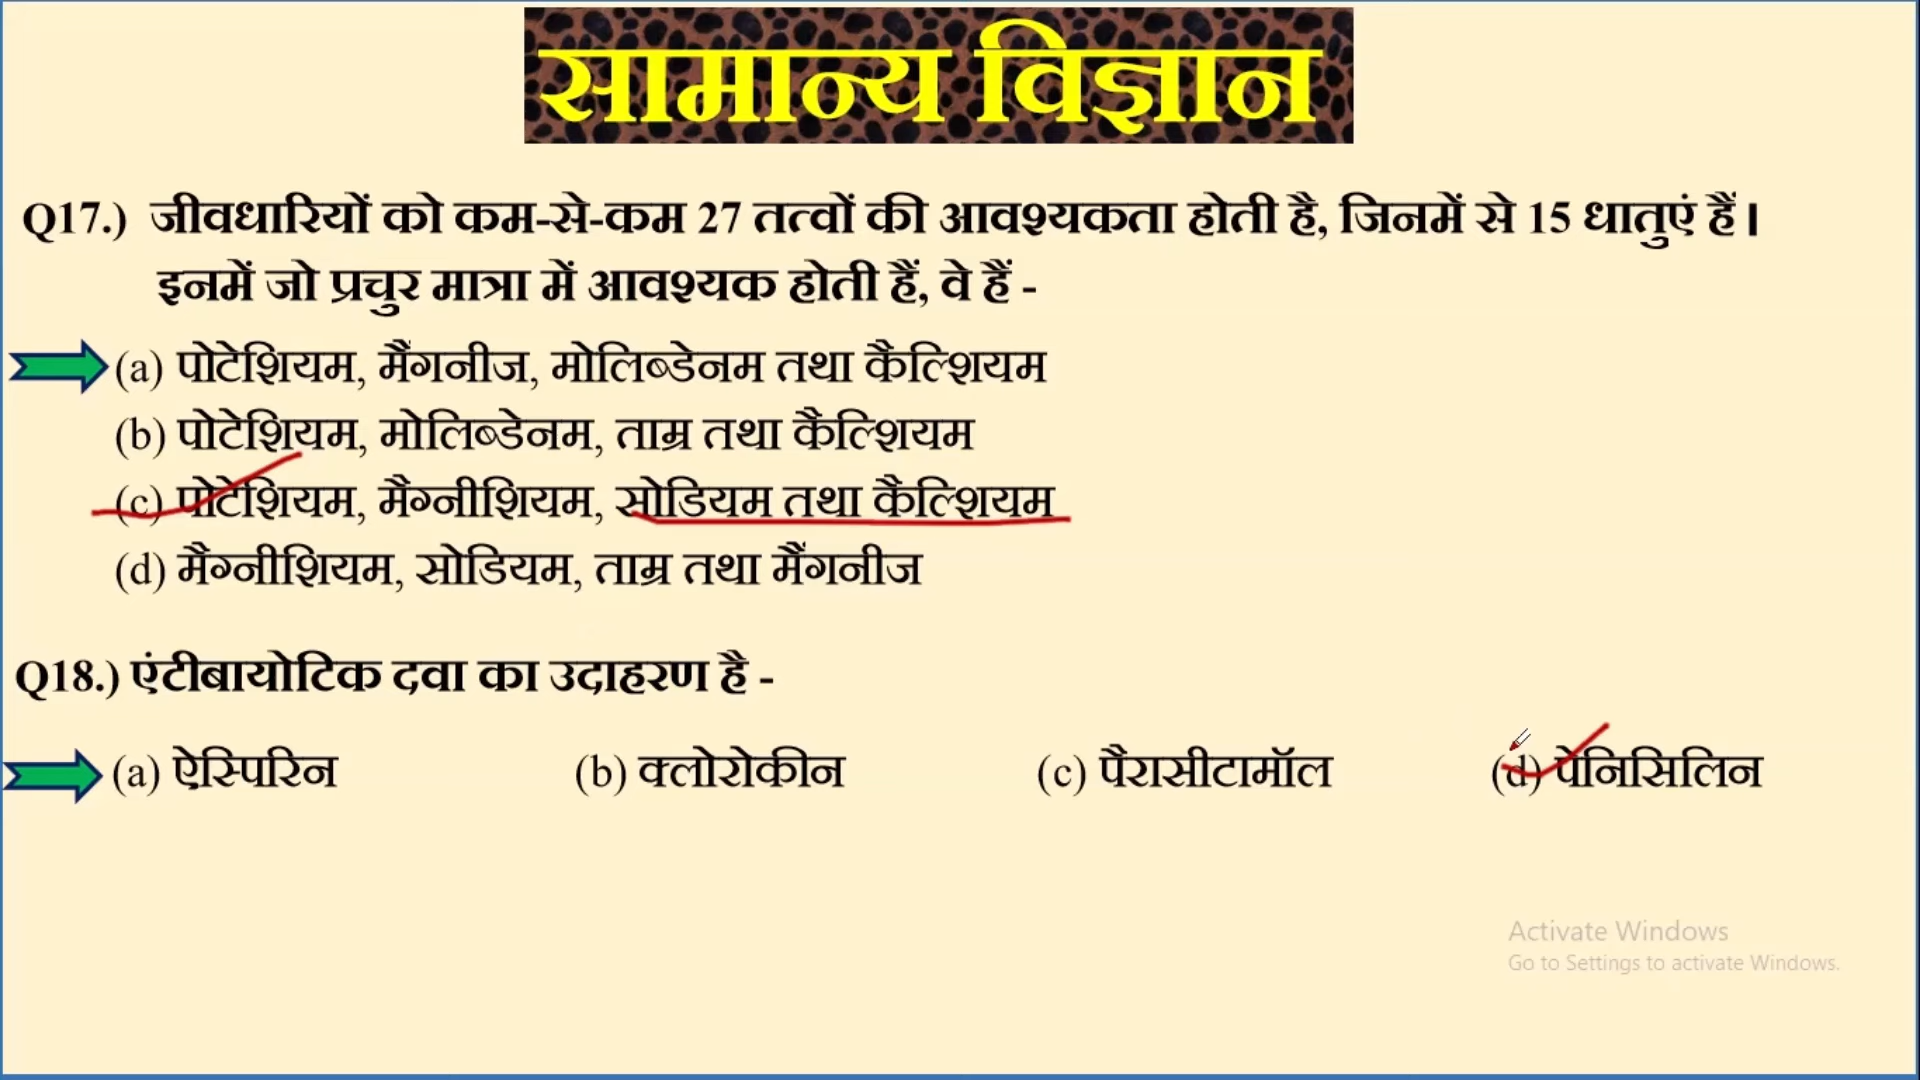 सामान्य विज्ञान
Q17.) जीवधारियों को कम-से-कम 27 तत्वों की आवश्यकता होती है, जिनमें से 15 धातुएं हैं।
इनमें जो प्रचुर मात्रा में आवश्यक होती हैं, वे हैं -
(a) पोटेशियम, मैंगनीज, मोलिब्डेनम तथा कैल्शियम
(b) पोटेशियम, मोलिब्डेनम, ताम्र तथा कैल्शियम
(c) पोटेशियम, मैग्नीशियम, सोडियम तथा कैल्शियम
(d) मैग्नीशियम, सोडियम, ताम्र तथा मैंगनीज
Q18.) एंटीबायोटिक दवा का उदाहरण है -
(a) ऐस्पिरिन (b) क्लोरोकीन (c) पैरासीटामॉल (d) पेनिसिलिन
Activate Windows
Go to Settings to activate Windows.